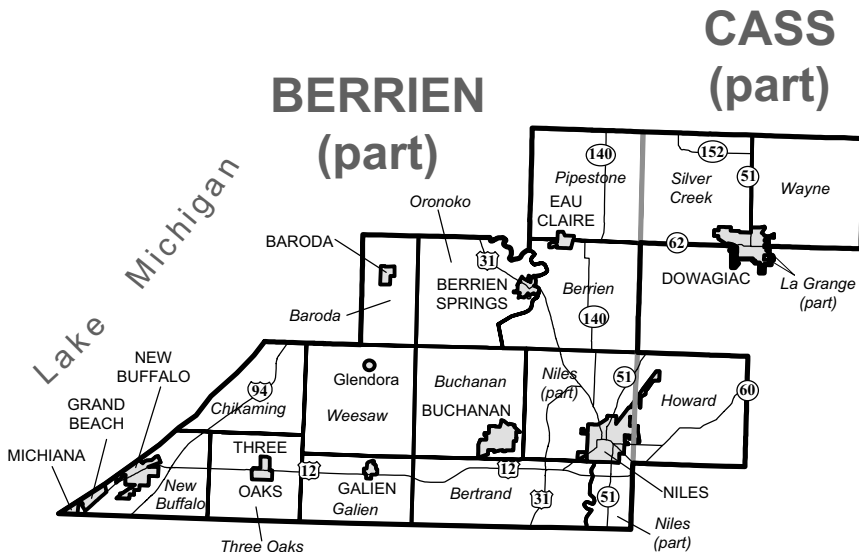 CASS
(part)
BERRIEN
(part)
Lake Michigan
140
152
51
Pipestone
Silver
Creek
Wayne
EAU
CLAIRE
Oronoko
62
BARODA
31
BERRIEN
SPRINGS
Berrien
DOWAGIAC
La Grange
(part)
Baroda
140
NEW
BUFFALO
Glendora
Buchanan
Niles
(part)
51
60
94
Chikaming
Weesaw
BUCHANAN
Howard
GRAND
BEACH
MICHIANA
THREE
OAKS
12
12
New
Buffalo
GALIEN
Galien
Bertrand
31
51
NILES
Niles
(part)
Three Oaks